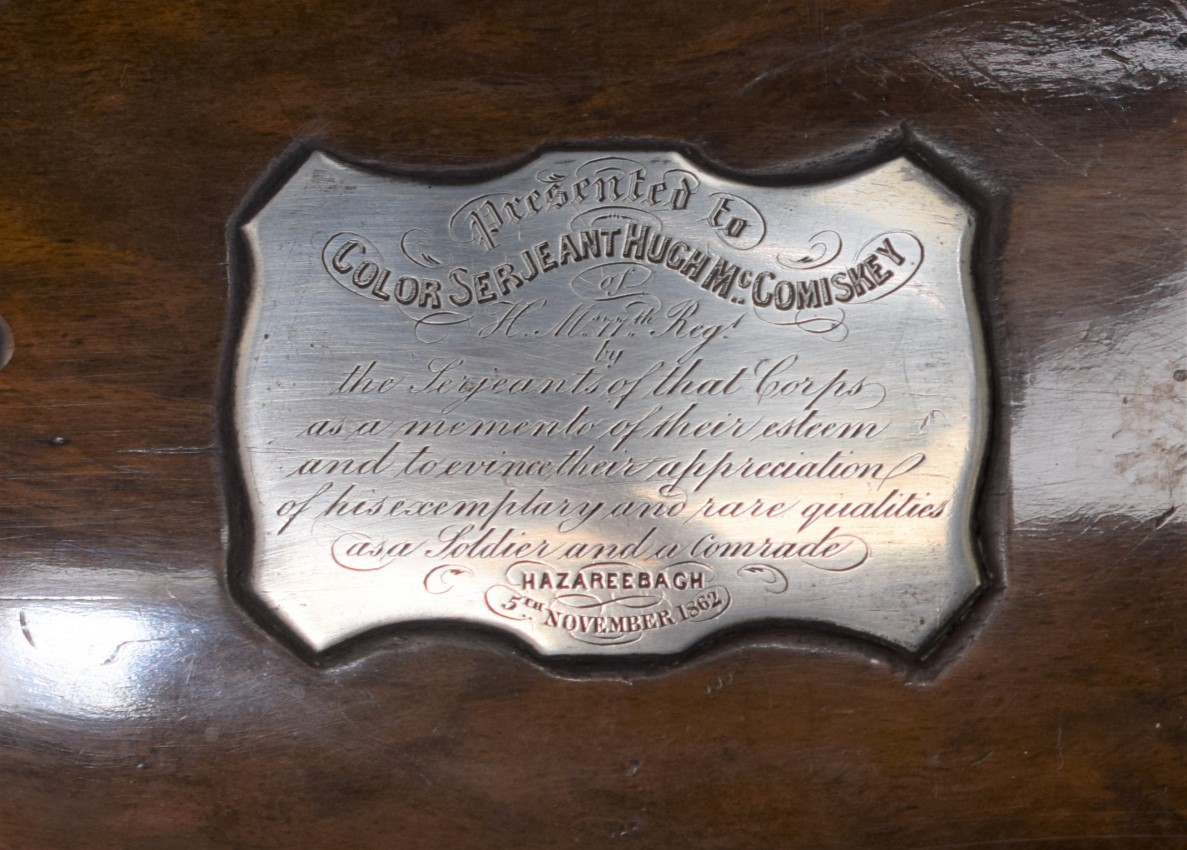 Presented to
COLOR SERJEANT HUGH Mc. COMISKEY
of
H.M's 77th Regt
by
the Serjeants of that Corps
as a memento of their esteem
and to evince their appreciation
of his exemplary and rare qualities
as a Soldier and a Comrade
HAZAREEBAGH
5TH NOVEMBER 1862